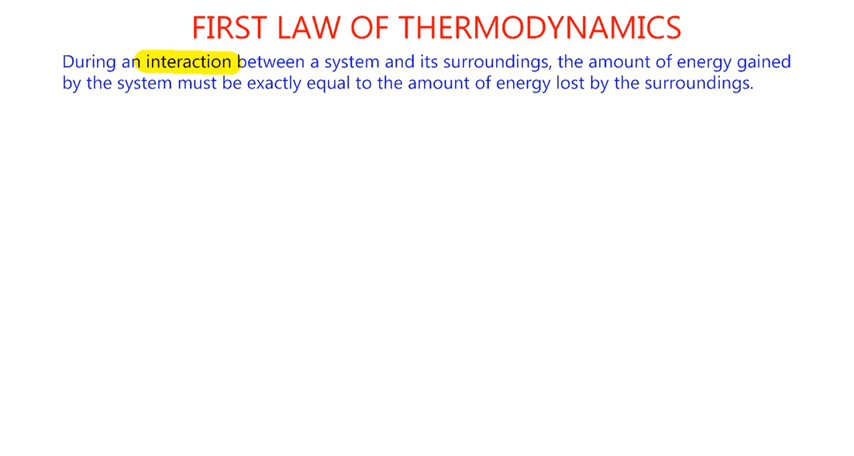 FIRST LAW OF THERMODYNAMICS
During an interaction between a system and its surroundings, the amount of energy gained
by the system must be exactly equal to the amount of energy lost by the surroundings.